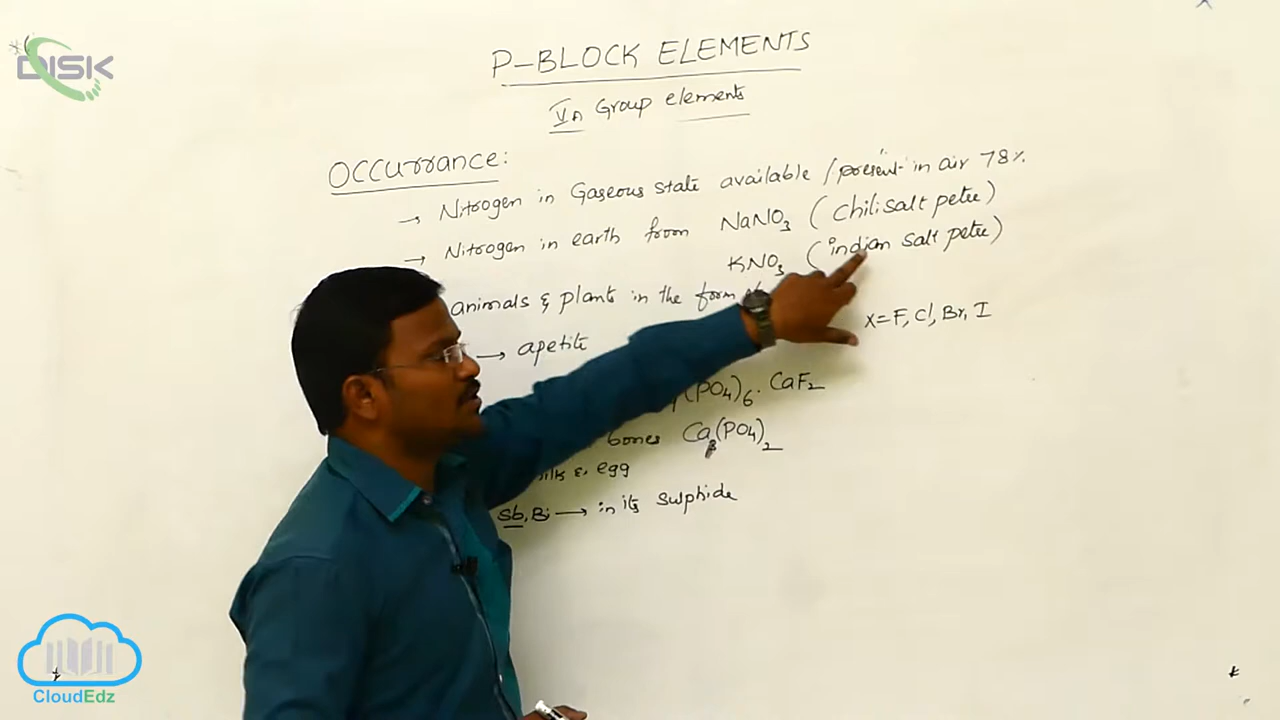 DISK
P-BLOCK ELEMENTS
VA Group elements
Occurrance:
→ Nitrogen in Gaseous state available / present in air 78%
→ Nitrogen in earth from NaNO3 (chilisalt petre)
KNO3 (indian salt petre)
animals & plants in the form
x=F, Cl, Br, I
→ apetite
(PO4)6. CaF2
bones Ca3(PO4)2
& egg
Sb, Bi → in its sulphide
CloudEdz